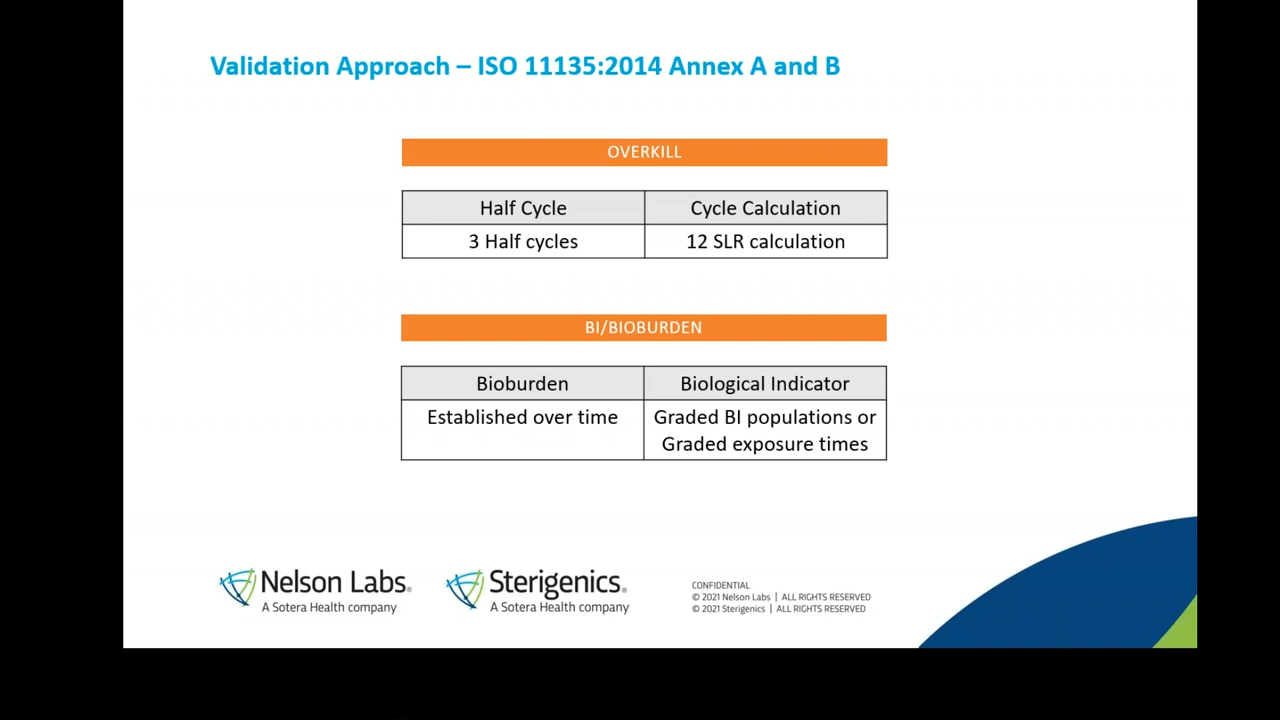 Validation Approach – ISO 11135:2014 Annex A and B
OVERKILL
Half Cycle
Cycle Calculation
3 Half cycles
12 SLR calculation
BI/BIOBURDEN
Bioburden
Biological Indicator
Established over time
Graded BI populations or
Graded exposure times
Nelson Labs®
A Sotera Health company
Sterigenics®
A Sotera Health company
CONFIDENTIAL
© 2021 Nelson Labs | ALL RIGHTS RESERVED
© 2021 Sterigenics | ALL RIGHTS RESERVED